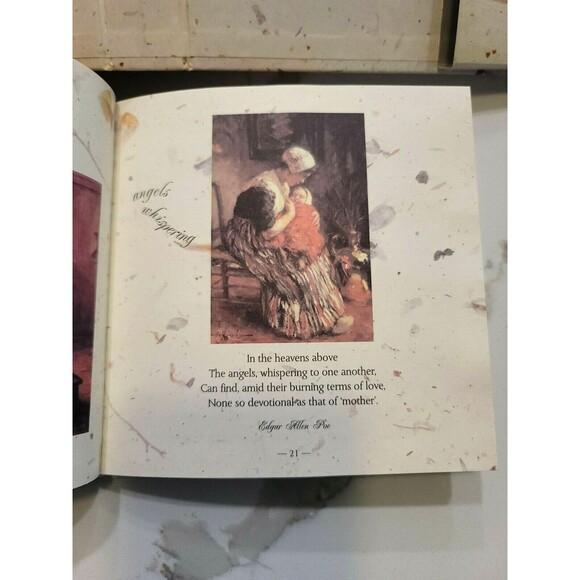 angels
whispering
In the heavens above
The angels, whispering to one another,
Can find, amid their burning terms of love,
None so devotional as that of 'mother'.
Edgar Allen Poe
— 21 —